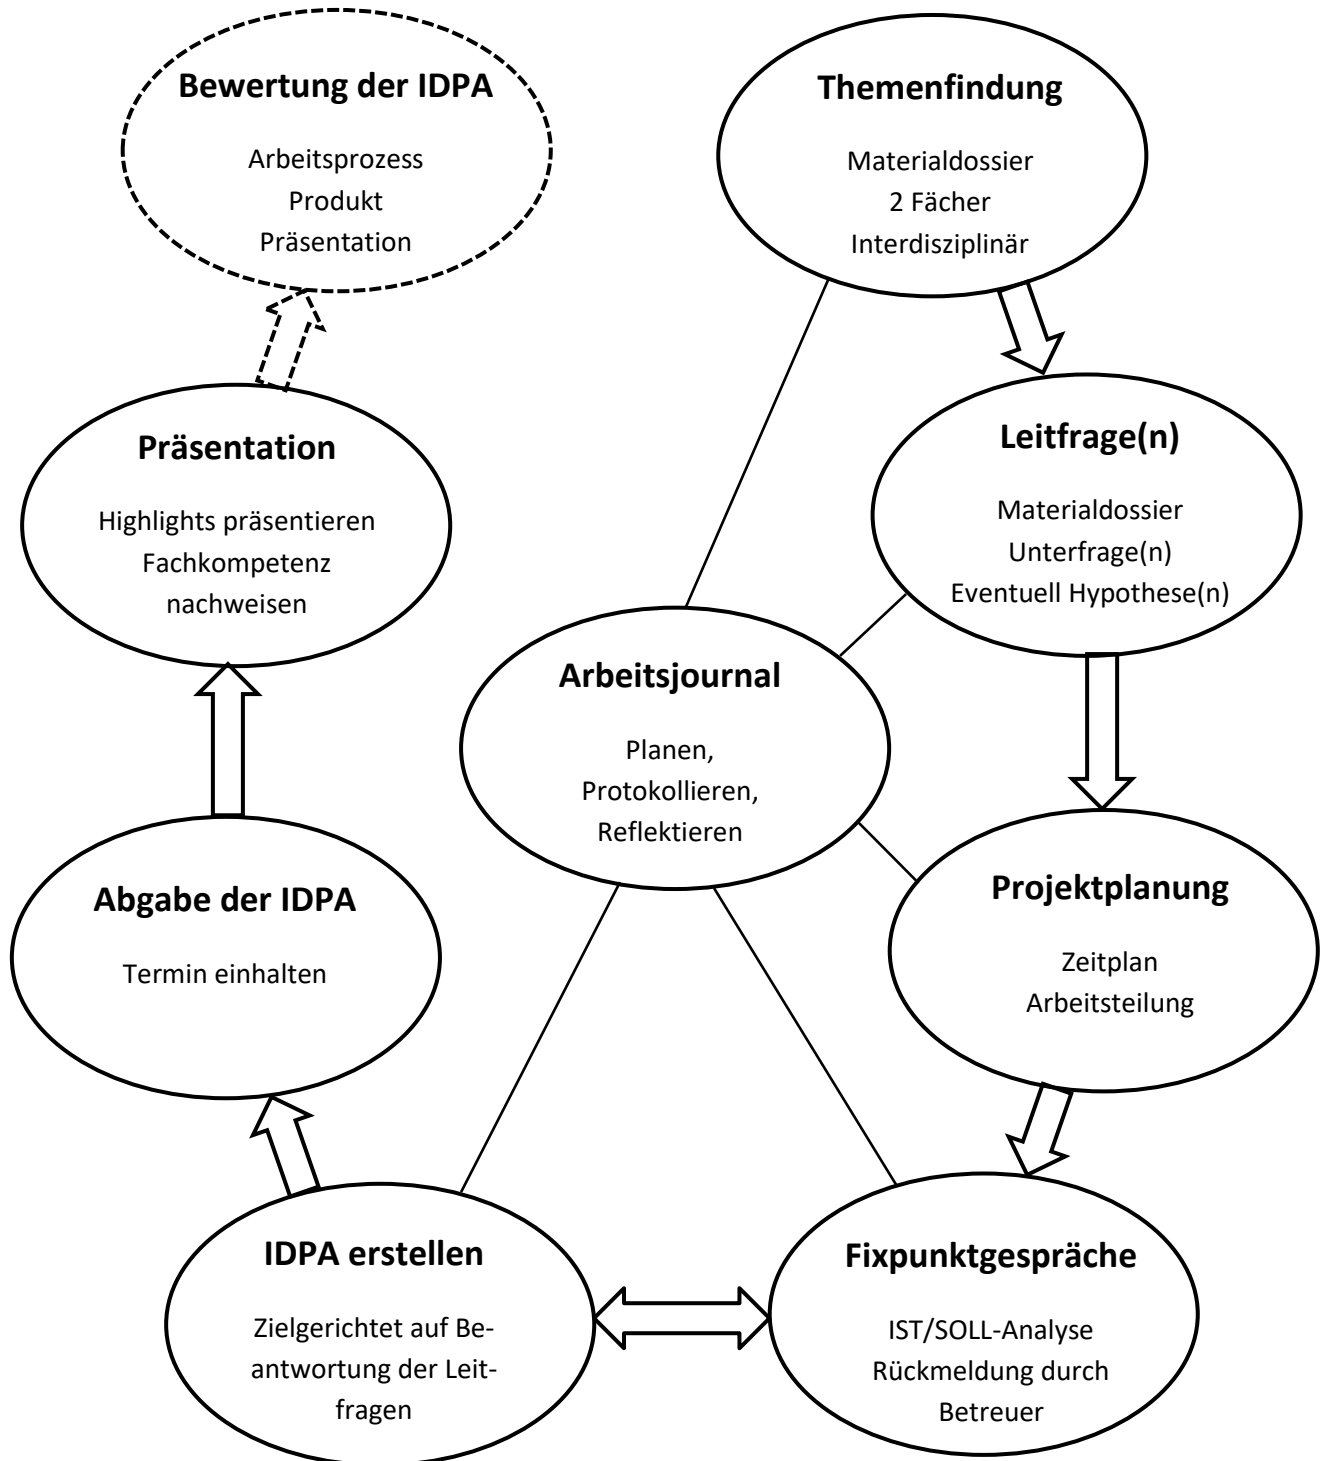 Bewertung der IDPA
Arbeitsprozess
Produkt
Präsentation
Themenfindung
Materialdossier
2 Fächer
Interdisziplinär
Präsentation
Highlights präsentieren
Fachkompetenz
nachweisen
Leitfrage(n)
Materialdossier
Unterfrage(n)
Eventuell Hypothese(n)
Arbeitsjournal
Planen,
Protokollieren,
Reflektieren
Abgabe der IDPA
Termin einhalten
Projektplanung
Zeitplan
Arbeitsteilung
IDPA erstellen
Zielgerichtet auf Be-
antwortung der Leit-
fragen
Fixpunktgespräche
IST/SOLL-Analyse
Rückmeldung durch
Betreuer